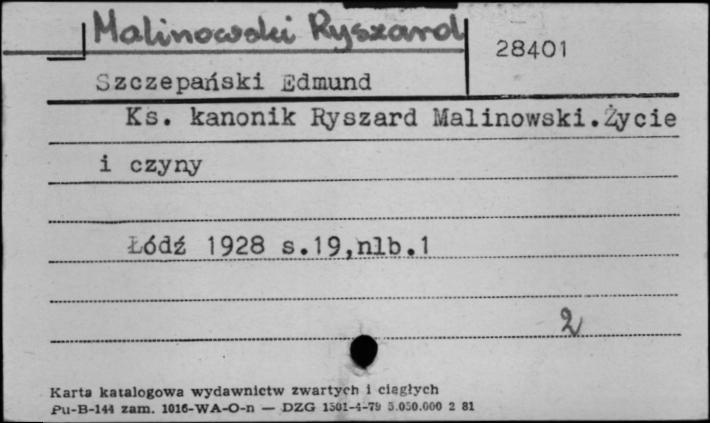 Malinowski Ryszard
28401
Szczepański Edmund
Ks. kanonik Ryszard Malinowski.Życie
i czyny
Łódź 1928 s.19,nlb.1
2
Karta katalogowa wydawnictw zwartych i ciągłych
Pu-B-144 zam. 1016-WA-O-n — DZG 1501-4-79 5.050.000 2 81